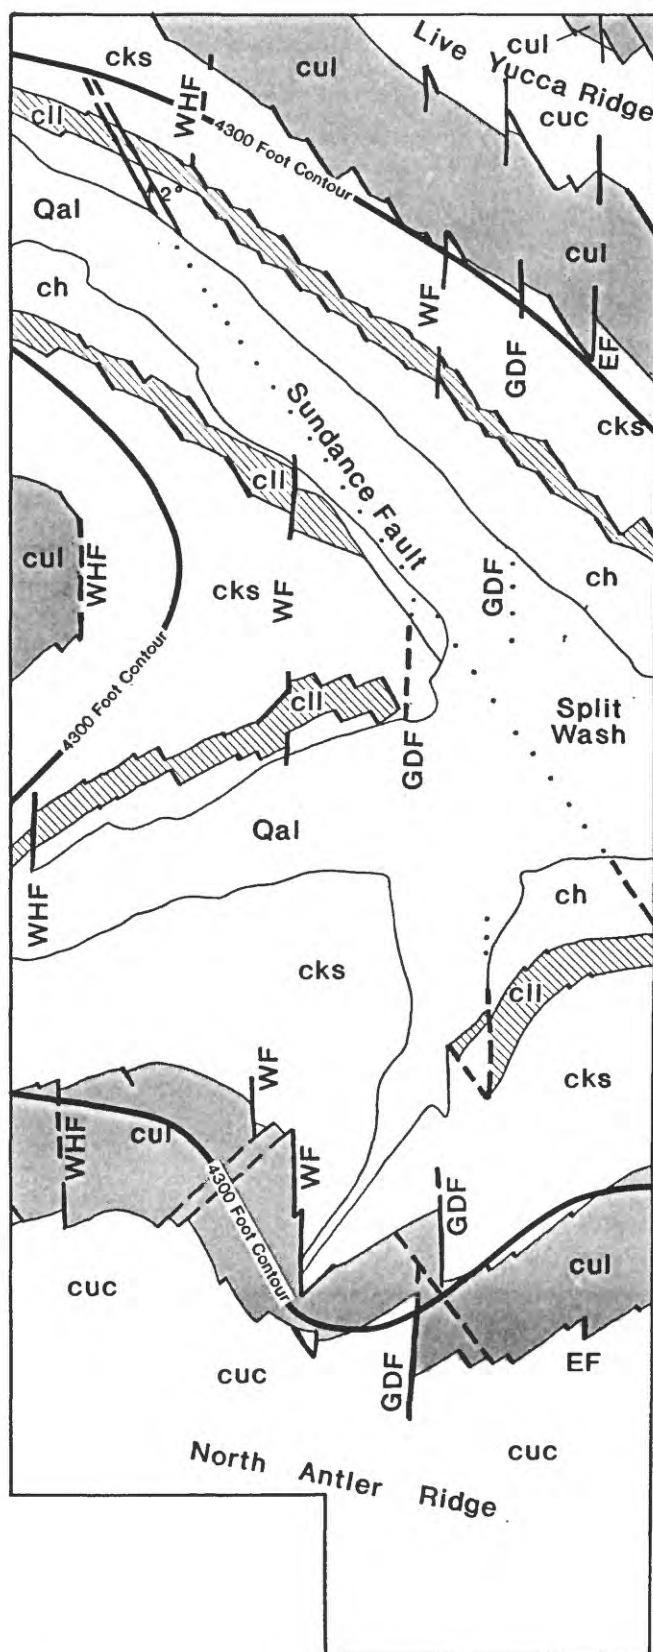 cks
cul
cul
Live Yucca Ridge
cll
WHF
cuc
4300 Foot Contour
12°
Qal
cul
ch
WF
GDF
EF
cks
Sundance Fault
cll
cul
WHF
cks
WF
GDF
ch
4300 Foot Contour
cll
Split
Wash
GDF
Qal
WHF
ch
cks
cll
WF
cks
cul
WHF
WF
4300 Foot Contour
GDF
cuc
cul
cuc
GDF
EF
cuc
North Antler Ridge